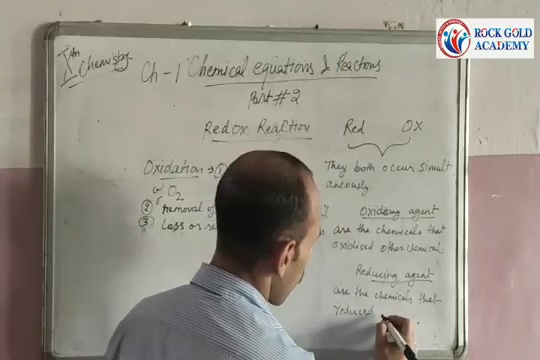 ROCK GOLD
ACADEMY
Xth
Chemistry
Ch-1 Chemical equations & Reactions
Part #2
Redox Reaction
Red OX
Oxidation → ①
They both occur simult
aneously
of O2
② Removal of
③ Loss or
Oxidising agent
are the chemicals that
oxidised other chemical.
Reducing agent
are the chemicals that
reduced